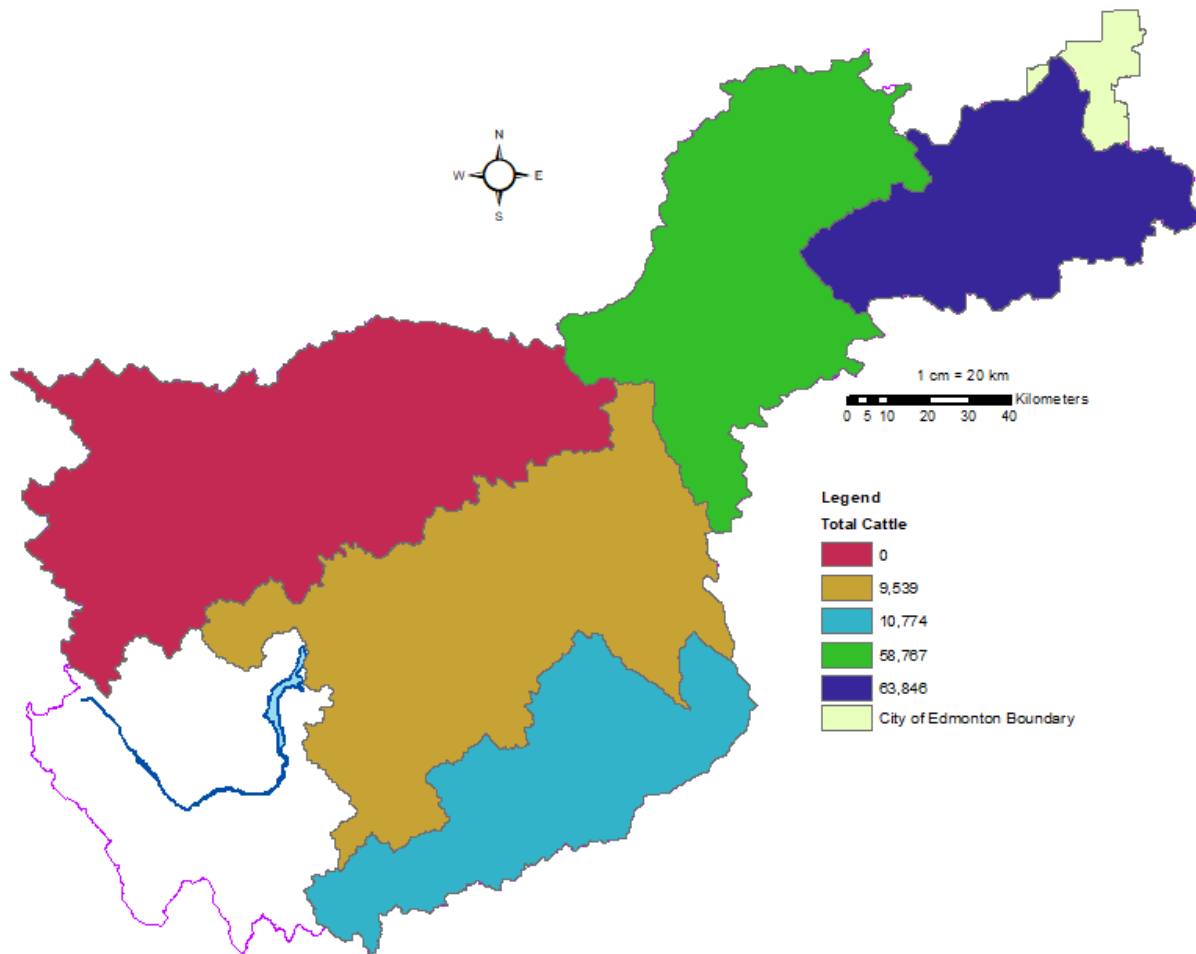 N
W E
S
1 cm = 20 km
Kilometers
0 5 10 20 30 40
Legend
Total Cattle
0
9,539
10,774
58,767
63,846
City of Edmonton Boundary